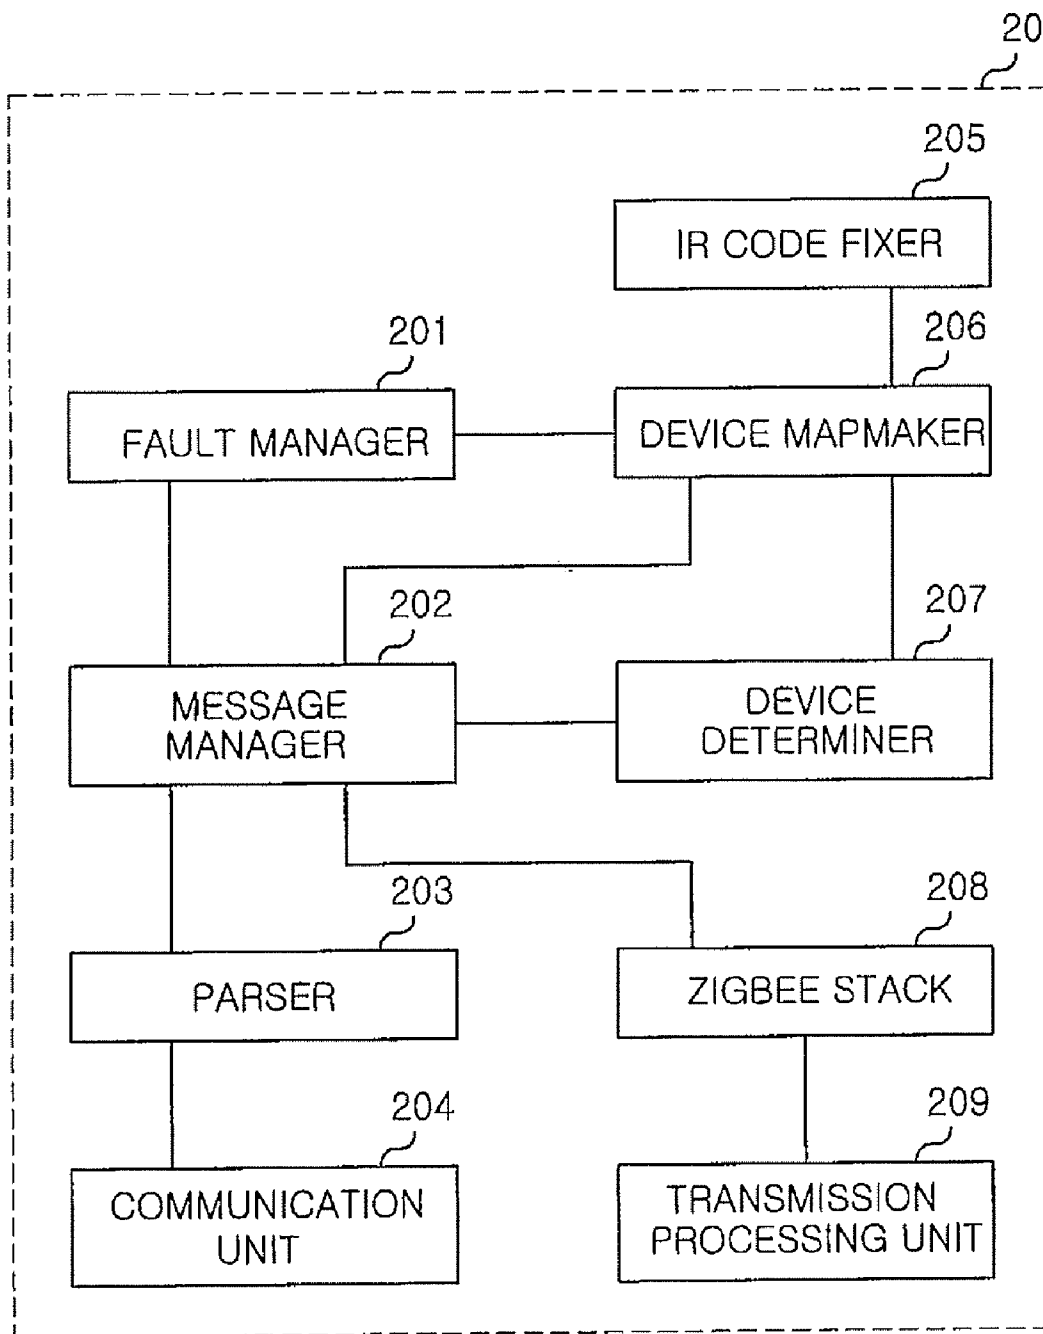 20
205
IR CODE FIXER
201
206
FAULT MANAGER
DEVICE MAPMAKER
202
207
MESSAGE
MANAGER
DEVICE
DETERMINER
203
208
PARSER
ZIGBEE STACK
204
209
COMMUNICATION
UNIT
TRANSMISSION
PROCESSING UNIT